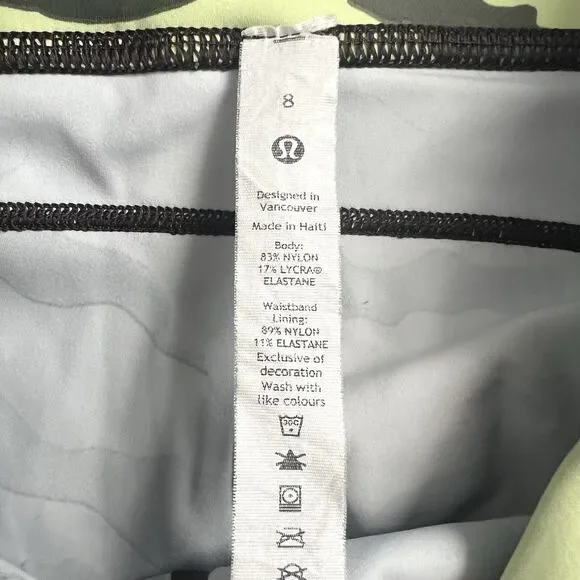 8
Designed in
Vancouver
Made in Haiti
Body:
83% NYLON
17% LYCRA®
ELASTANE
Waistband
Lining:
89% NYLON
11% ELASTANE
Exclusive of
decoration
Wash with
like colours
30C